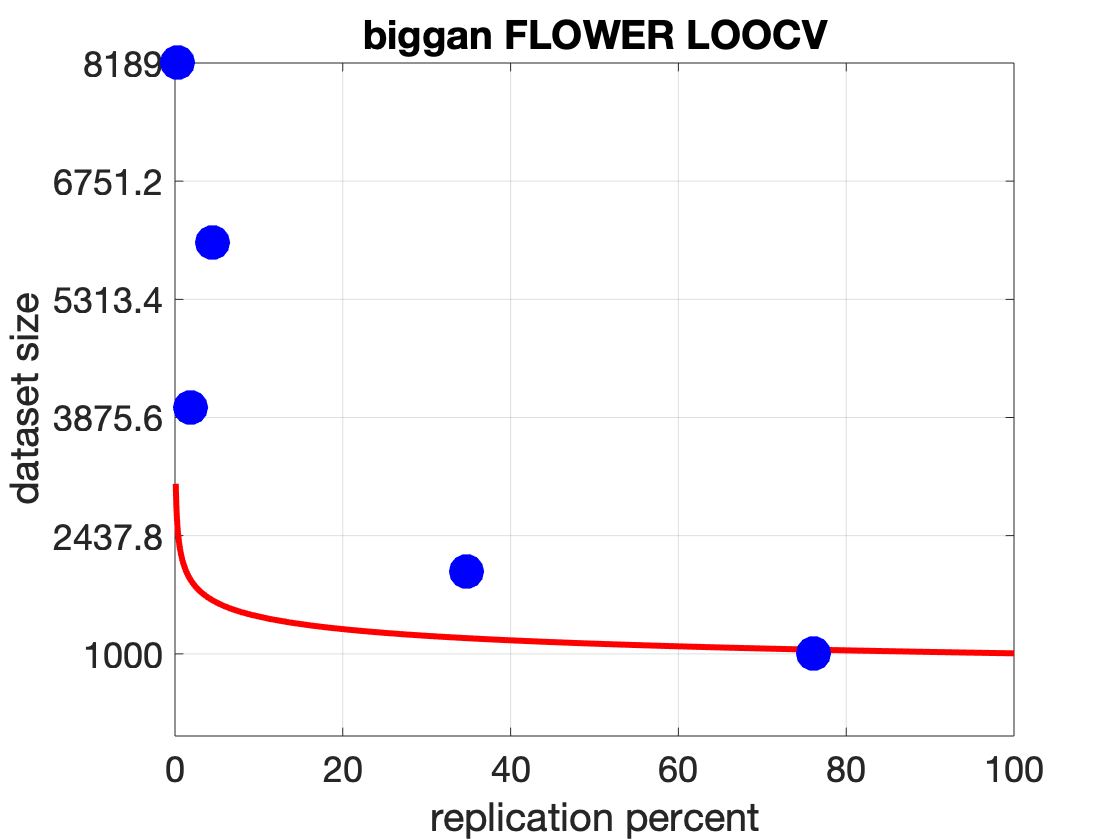 biggan FLOWER LOOCV
8189
6751.2
5313.4
3875.6
2437.8
1000
dataset size
0 20 40 60 80 100
replication percent